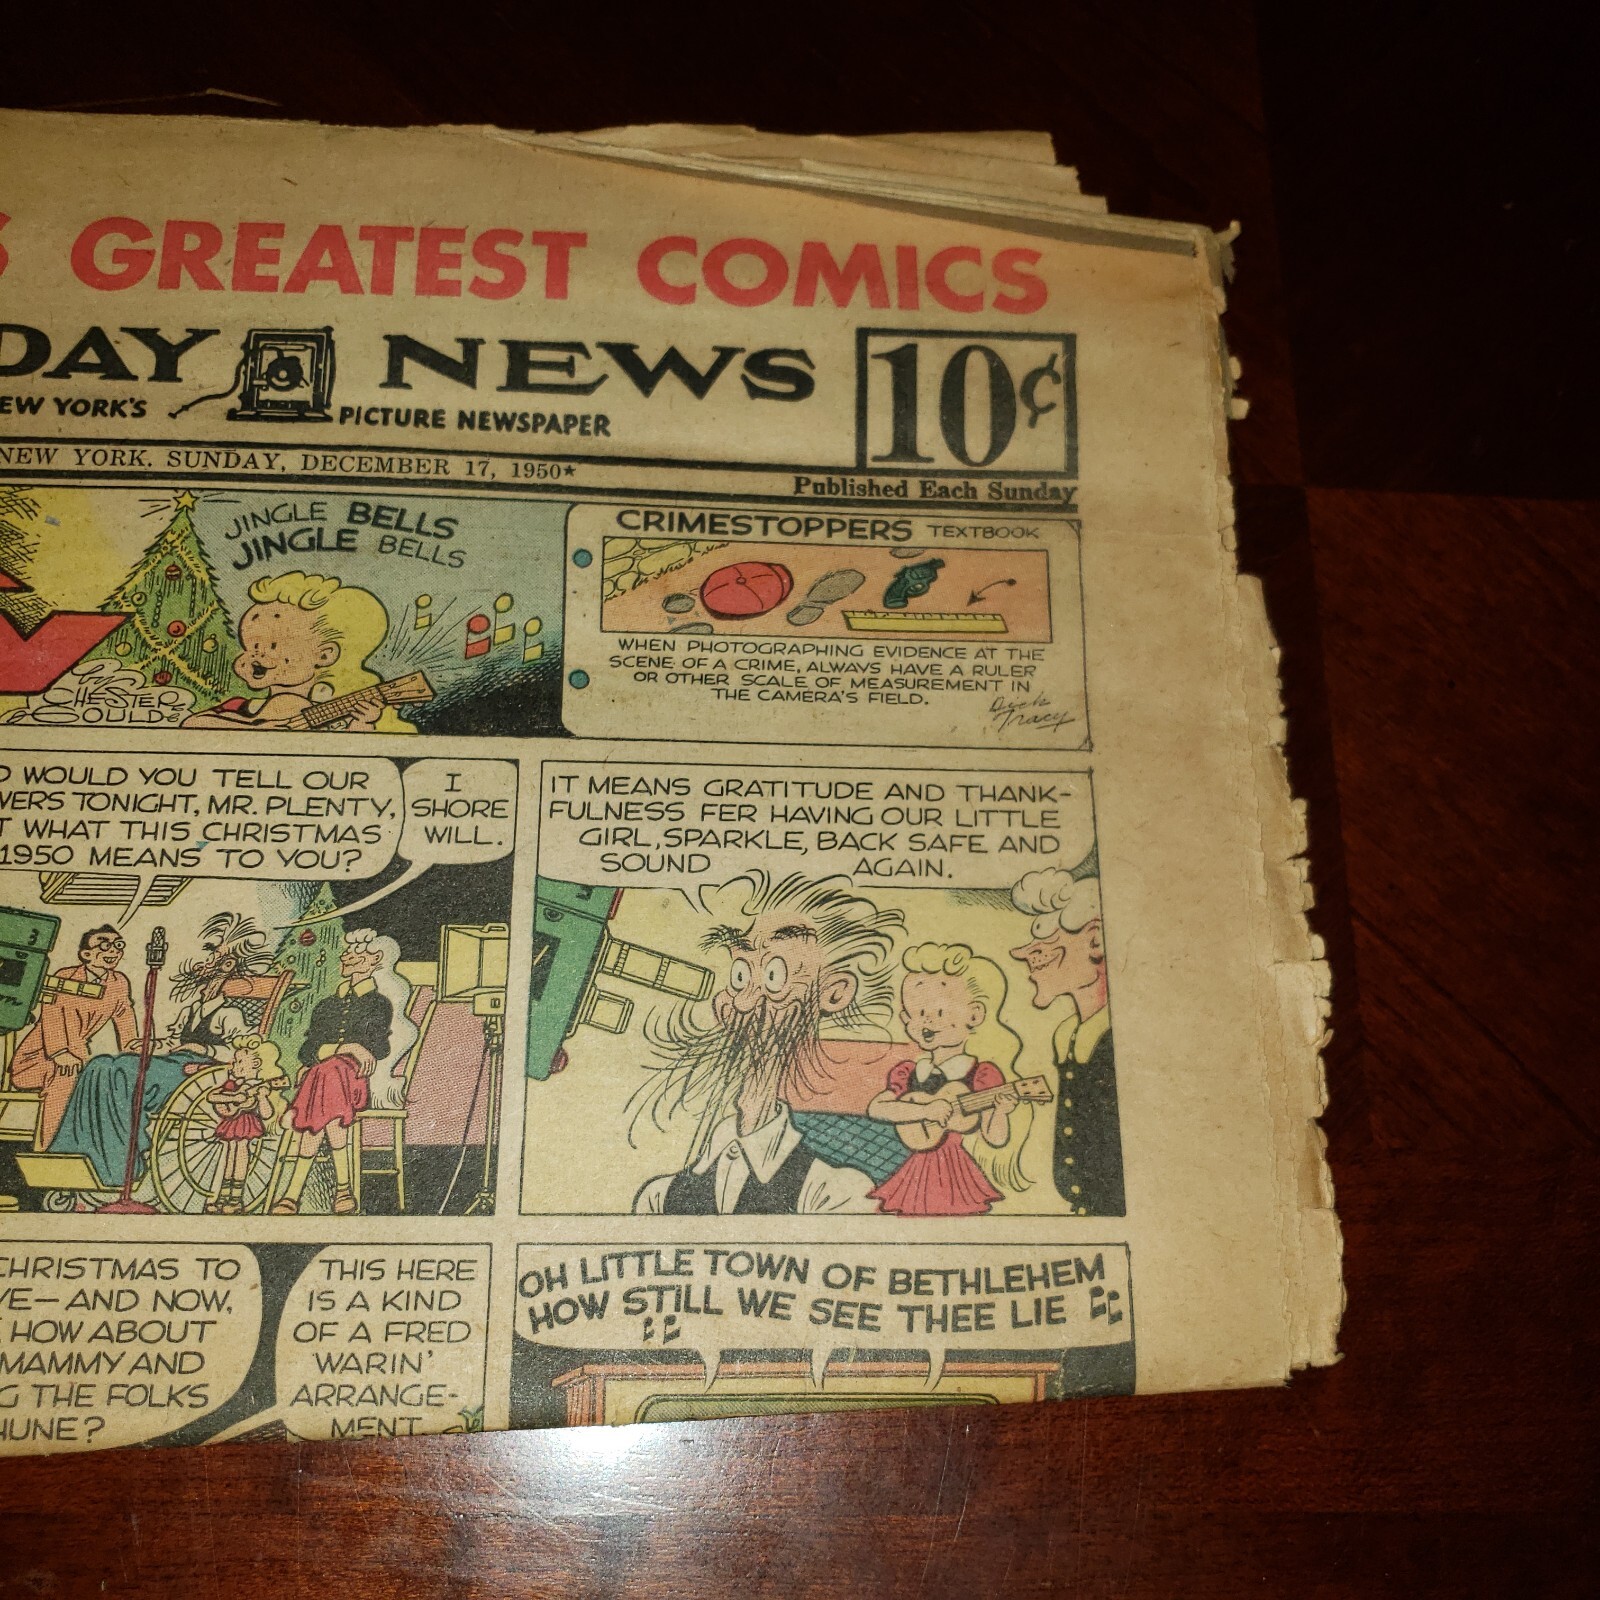 GREATEST COMICS
DAY NEWS 10¢
NEW YORK'S PICTURE NEWSPAPER
NEW YORK. SUNDAY, DECEMBER 17, 1950★
Published Each Sunday
JINGLE BELLS
JINGLE BELLS
CHESTER
GOULD
CRIMESTOPPERS TEXTBOOK
WHEN PHOTOGRAPHING EVIDENCE AT THE
SCENE OF A CRIME, ALWAYS HAVE A RULER
OR OTHER SCALE OF MEASUREMENT IN
THE CAMERA'S FIELD.
Dick
Tracy
WOULD YOU TELL OUR
WERS TONIGHT, MR. PLENTY,
T WHAT THIS CHRISTMAS
1950 MEANS TO YOU?
I
SHORE
WILL.
3
IT MEANS GRATITUDE AND THANK-
FULNESS FER HAVING OUR LITTLE
GIRL, SPARKLE, BACK SAFE AND
SOUND AGAIN.
CHRISTMAS TO
VE—AND NOW,
HOW ABOUT
MAMMY AND
G THE FOLKS
HUNE?
THIS HERE
IS A KIND
OF A FRED
WARIN'
ARRANGE-
MENT
OH LITTLE TOWN OF BETHLEHEM
HOW STILL WE SEE THEE LIE